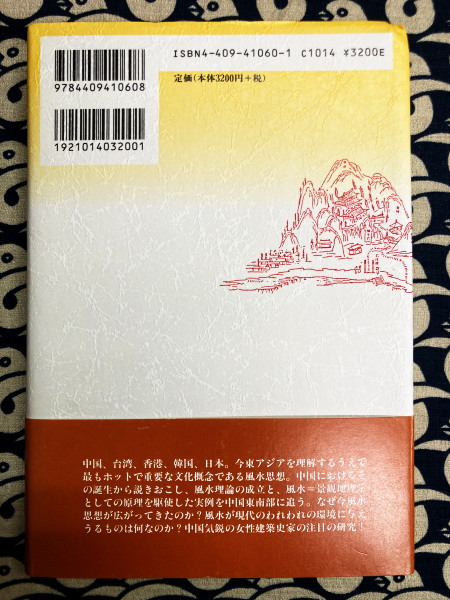 ISBN4-409-41060-1 C1014 ¥3200E
定価(本体3200円+税)
9784409410608
1921014032001
中国、台湾、香港、韓国、日本。今東アジアを理解するうえで
最もホットで重要な文化概念である風水思想。中国におけるそ
の誕生から説きおこし、風水理論の成立と、風水=景観地理学
としての原理を駆使した実例を中国東南部に追う。なぜ今風水
思想が広がってきたのか?風水が現代のわれわれの環境に与え
うるものは何なのか?中国気鋭の女性建築史家の注目の研究!